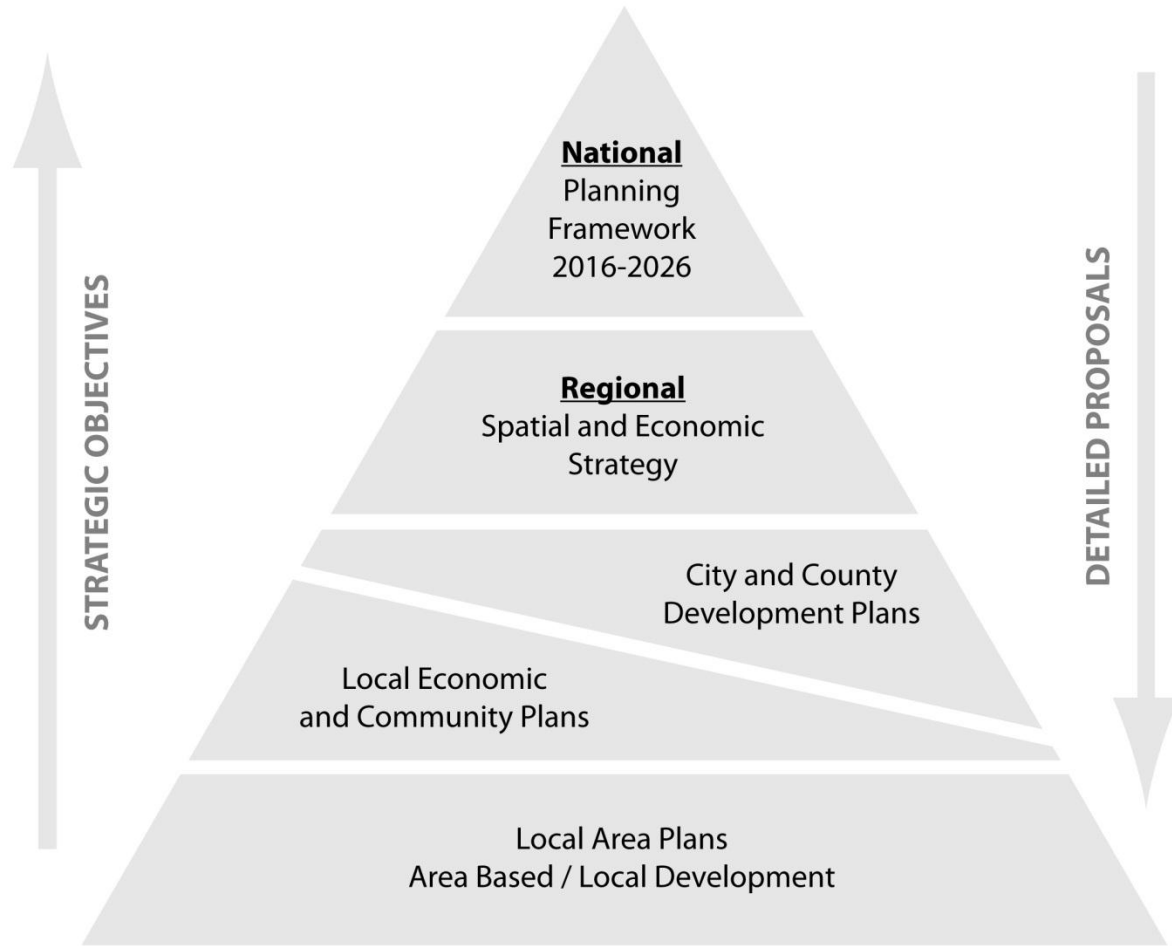 National
Planning
Framework
2016-2026
STRATEGIC OBJECTIVES
DETAILED PROPOSALS
Regional
Spatial and Economic
Strategy
City and County
Development Plans
Local Economic
and Community Plans
Local Area Plans
Area Based / Local Development